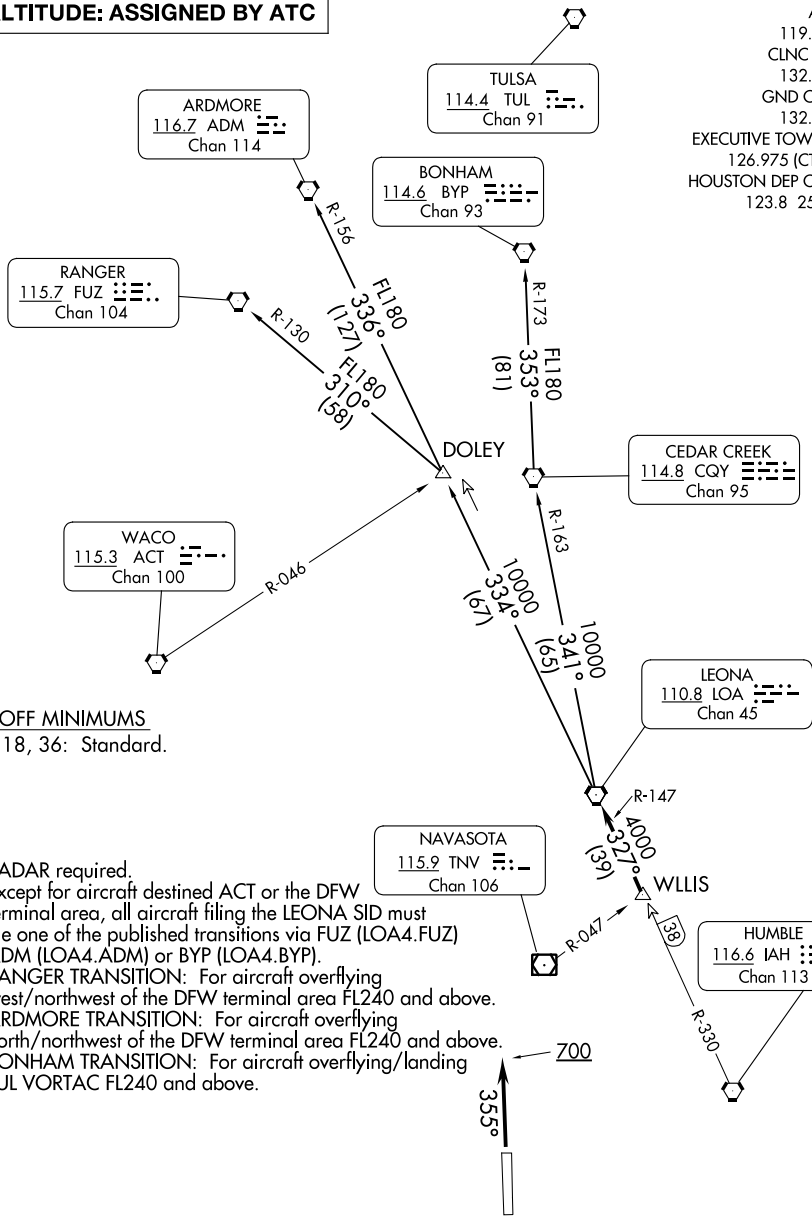 ALTITUDE: ASSIGNED BY ATC
119.
CLNC
132.
GND C
132.
EXECUTIVE TOW
126.975 (CT
HOUSTON DEP C
123.8 25
TULSA
114.4 TUL
Chan 91
ARDMORE
116.7 ADM
Chan 114
BONHAM
114.6 BYP
Chan 93
RANGER
115.7 FUZ
Chan 104
R-156
R-130
R-173
FL180
336°
(127)
FL180
310°
(58)
FL180
353°
(81)
DOLEY
CEDAR CREEK
114.8 CQY
Chan 95
WACO
115.3 ACT
Chan 100
R-046
R-163
10000
334°
(67)
10000
341°
(65)
LEONA
110.8 LOA
Chan 45
OFF MINIMUMS
18, 36: Standard.
R-147
4000
327°
(39)
WLLIS
NAVASOTA
115.9 TNV
Chan 106
R-047
38
R-330
HUMBLE
116.6 IAH
Chan 113
ADAR required.
xcept for aircraft destined ACT or the DFW
erminal area, all aircraft filing the LEONA SID must
e one of the published transitions via FUZ (LOA4.FUZ)
ADM (LOA4.ADM) or BYP (LOA4.BYP).
ANGER TRANSITION: For aircraft overflying
est/northwest of the DFW terminal area FL240 and above.
RDMORE TRANSITION: For aircraft overflying
orth/northwest of the DFW terminal area FL240 and above.
ONHAM TRANSITION: For aircraft overflying/landing
UL VORTAC FL240 and above.
700
355°